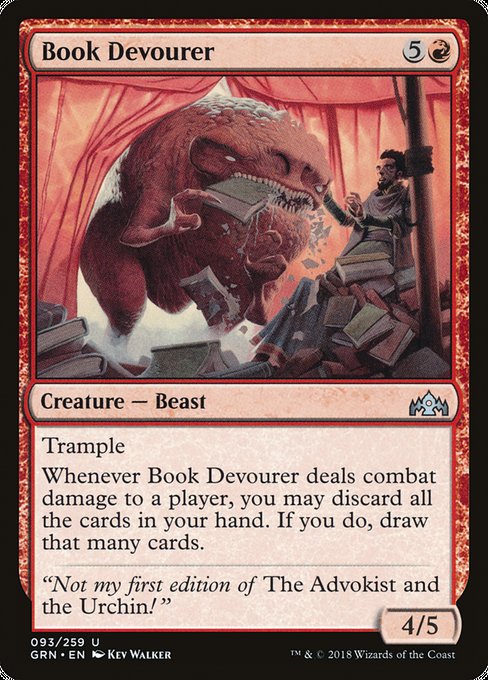 Book Devourer 5
Creature — Beast
Trample
Whenever Book Devourer deals combat
damage to a player, you may discard all
the cards in your hand. If you do, draw
that many cards.
“Not my first edition of The Advokist and
the Urchin!”
4/5
093/259 U
GRN • EN Kev Walker
™ & © 2018 Wizards of the Coast